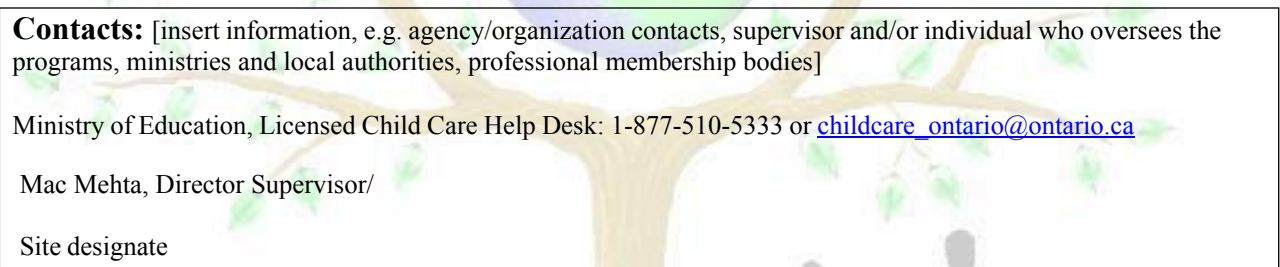 Contacts: [insert information, e.g. agency/organization contacts, supervisor and/or individual who oversees the
programs, ministries and local authorities, professional membership bodies]
Ministry of Education, Licensed Child Care Help Desk: 1-877-510-5333 or childcare_ontario@ontario.ca
Mac Mehta, Director Supervisor/
Site designate